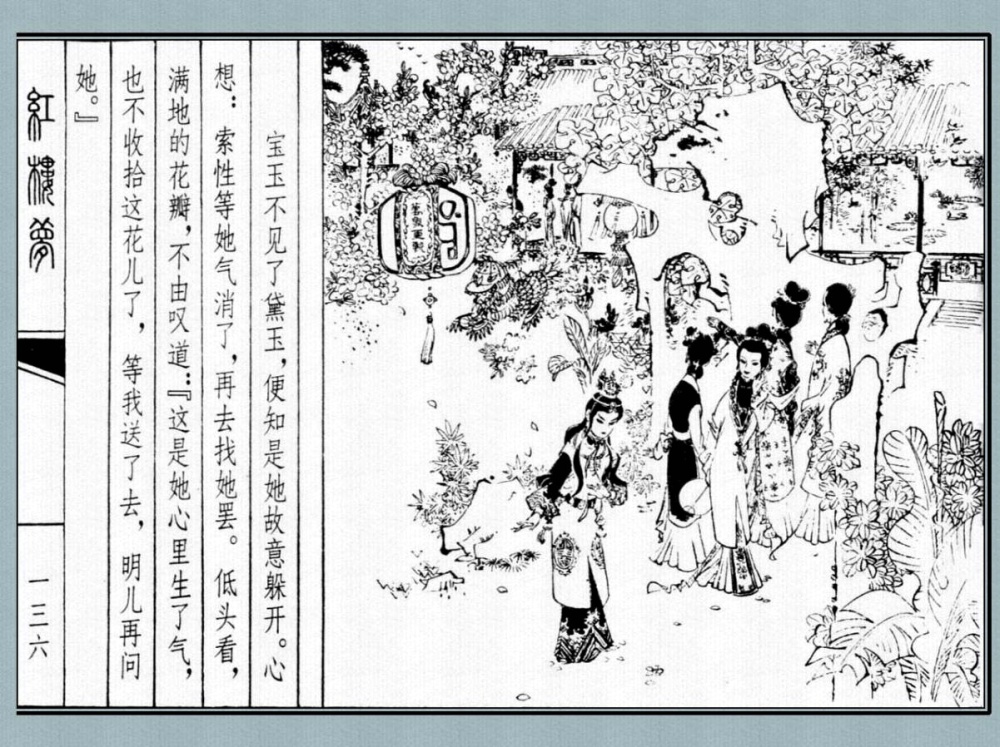 宝玉不见了黛玉，便知是她故意躲开。心
想：索性等她气消了，再去找她罢。低头看，
满地的花瓣，不由叹道：『这是她心里生了气，
也不收拾这花儿了，等我送了去，明儿再问
她。』
紅樓夢
一三六